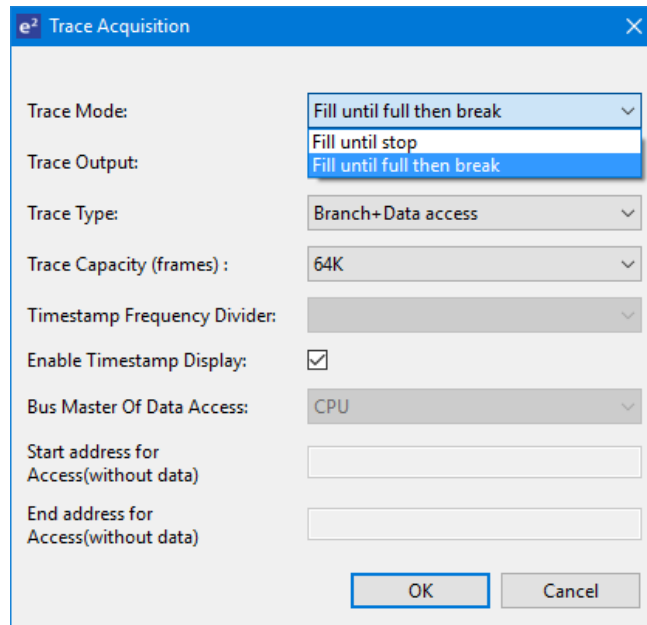 e² Trace Acquisition
Trace Mode: Fill until full then break
Fill until stop
Trace Output: Fill until full then break
Trace Type: Branch+Data access
Trace Capacity (frames) : 64K
Timestamp Frequency Divider:
Enable Timestamp Display:
Bus Master Of Data Access: CPU
Start address for
Access(without data)
End address for
Access(without data)
OK Cancel